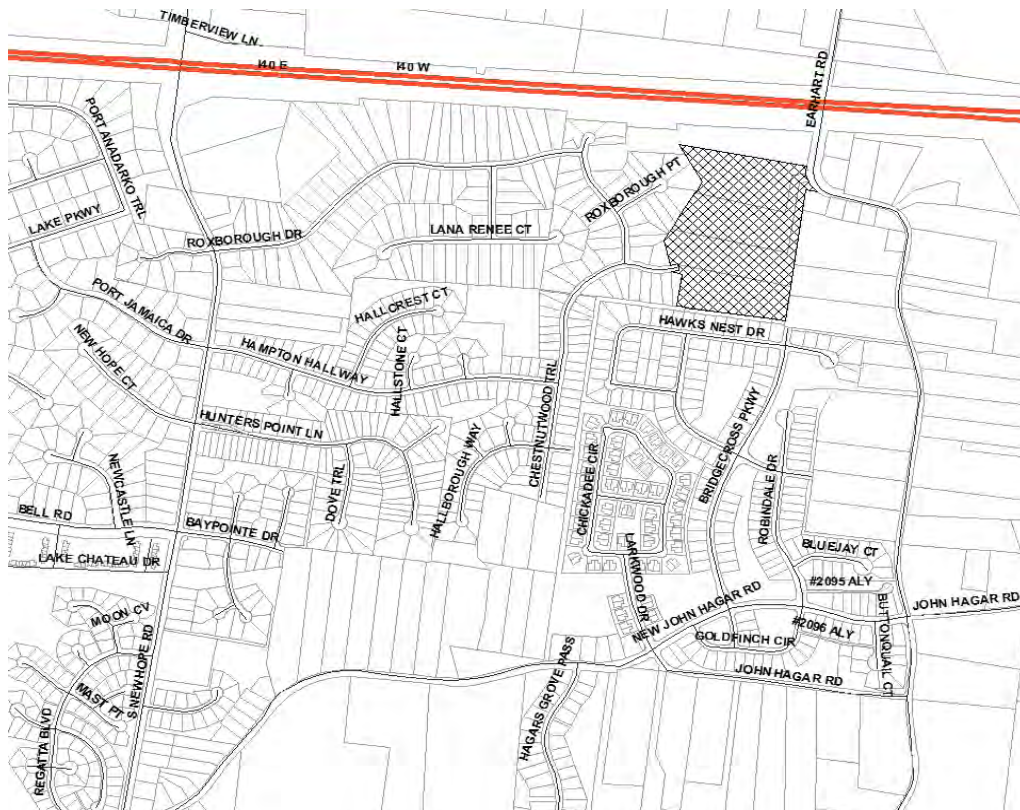 TIMBERVIEW LN
I40 E
I40 W
EARHART RD
PORT ANADARKO TRL
ROXBOROUGH PT
LAKE PKWY
ROXBOROUGH DR
LANA RENEE CT
HALLCREST CT
PORT JAMAICA DR
HAWKS NEST DR
HAMPTON HALLWAY
HALLSTONE CT
NEW HOPE CT
CHESTNUTWOOD TRL
HUNTERS POINT LN
BRIDGECROSS PKWY
HALLBOROUGH WAY
CHICKADEE CIR
DOVE TRL
NEWCASTLE LN
ROBINDALE DR
BELL RD
BAYPOINTE DR
LAKE CHATEAU DR
LARKWOOD DR
BLUEJAY CT
#2095 ALY
MOON CV
NEW JOHN HAGAR RD
JOHN HAGAR RD
#2096 ALY
GOLDFINCH CIR
BUTTONQUAIL CT
S NEW HOPE RD
HAGARS GROVE PASS
JOHN HAGAR RD
MAST PT
REGATTA BLVD